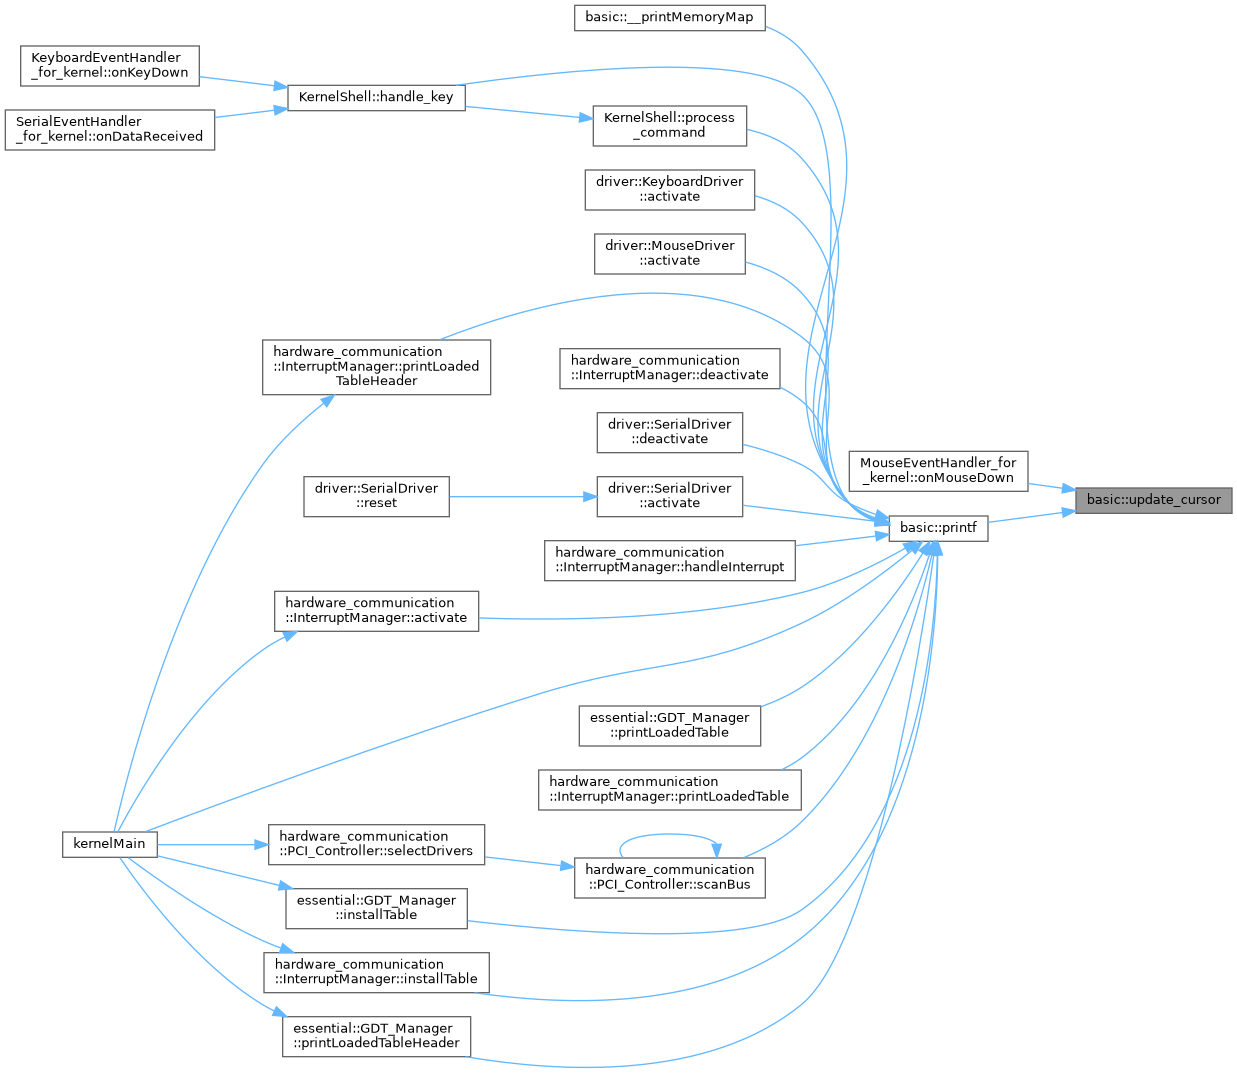 basic::__printMemoryMap
KeyboardEventHandler
_for_kernel::onKeyDown
KernelShell::handle_key
SerialEventHandler
_for_kernel::onDataReceived
KernelShell::process
_command
driver::KeyboardDriver
::activate
driver::MouseDriver
::activate
hardware_communication
::InterruptManager::printLoaded
TableHeader
hardware_communication
::InterruptManager::deactivate
driver::SerialDriver
::deactivate
MouseEventHandler_for
_kernel::onMouseDown
basic::update_cursor
driver::SerialDriver
::reset
driver::SerialDriver
::activate
basic::printf
hardware_communication
::InterruptManager::handleInterrupt
hardware_communication
::InterruptManager::activate
essential::GDT_Manager
::printLoadedTable
hardware_communication
::InterruptManager::printLoadedTable
kernelMain
hardware_communication
::PCI_Controller::selectDrivers
hardware_communication
::PCI_Controller::scanBus
essential::GDT_Manager
::installTable
hardware_communication
::InterruptManager::installTable
essential::GDT_Manager
::printLoadedTableHeader